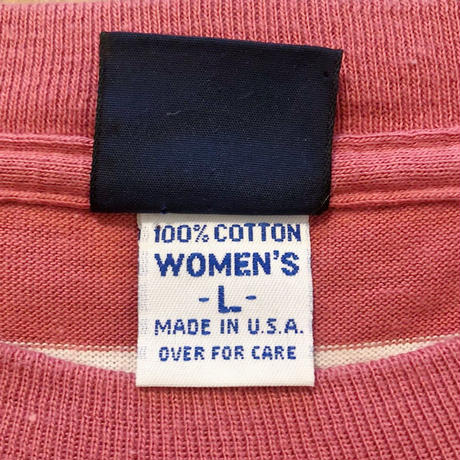 100% COTTON
WOMEN'S
-L-
MADE IN U.S.A.
OVER FOR CARE